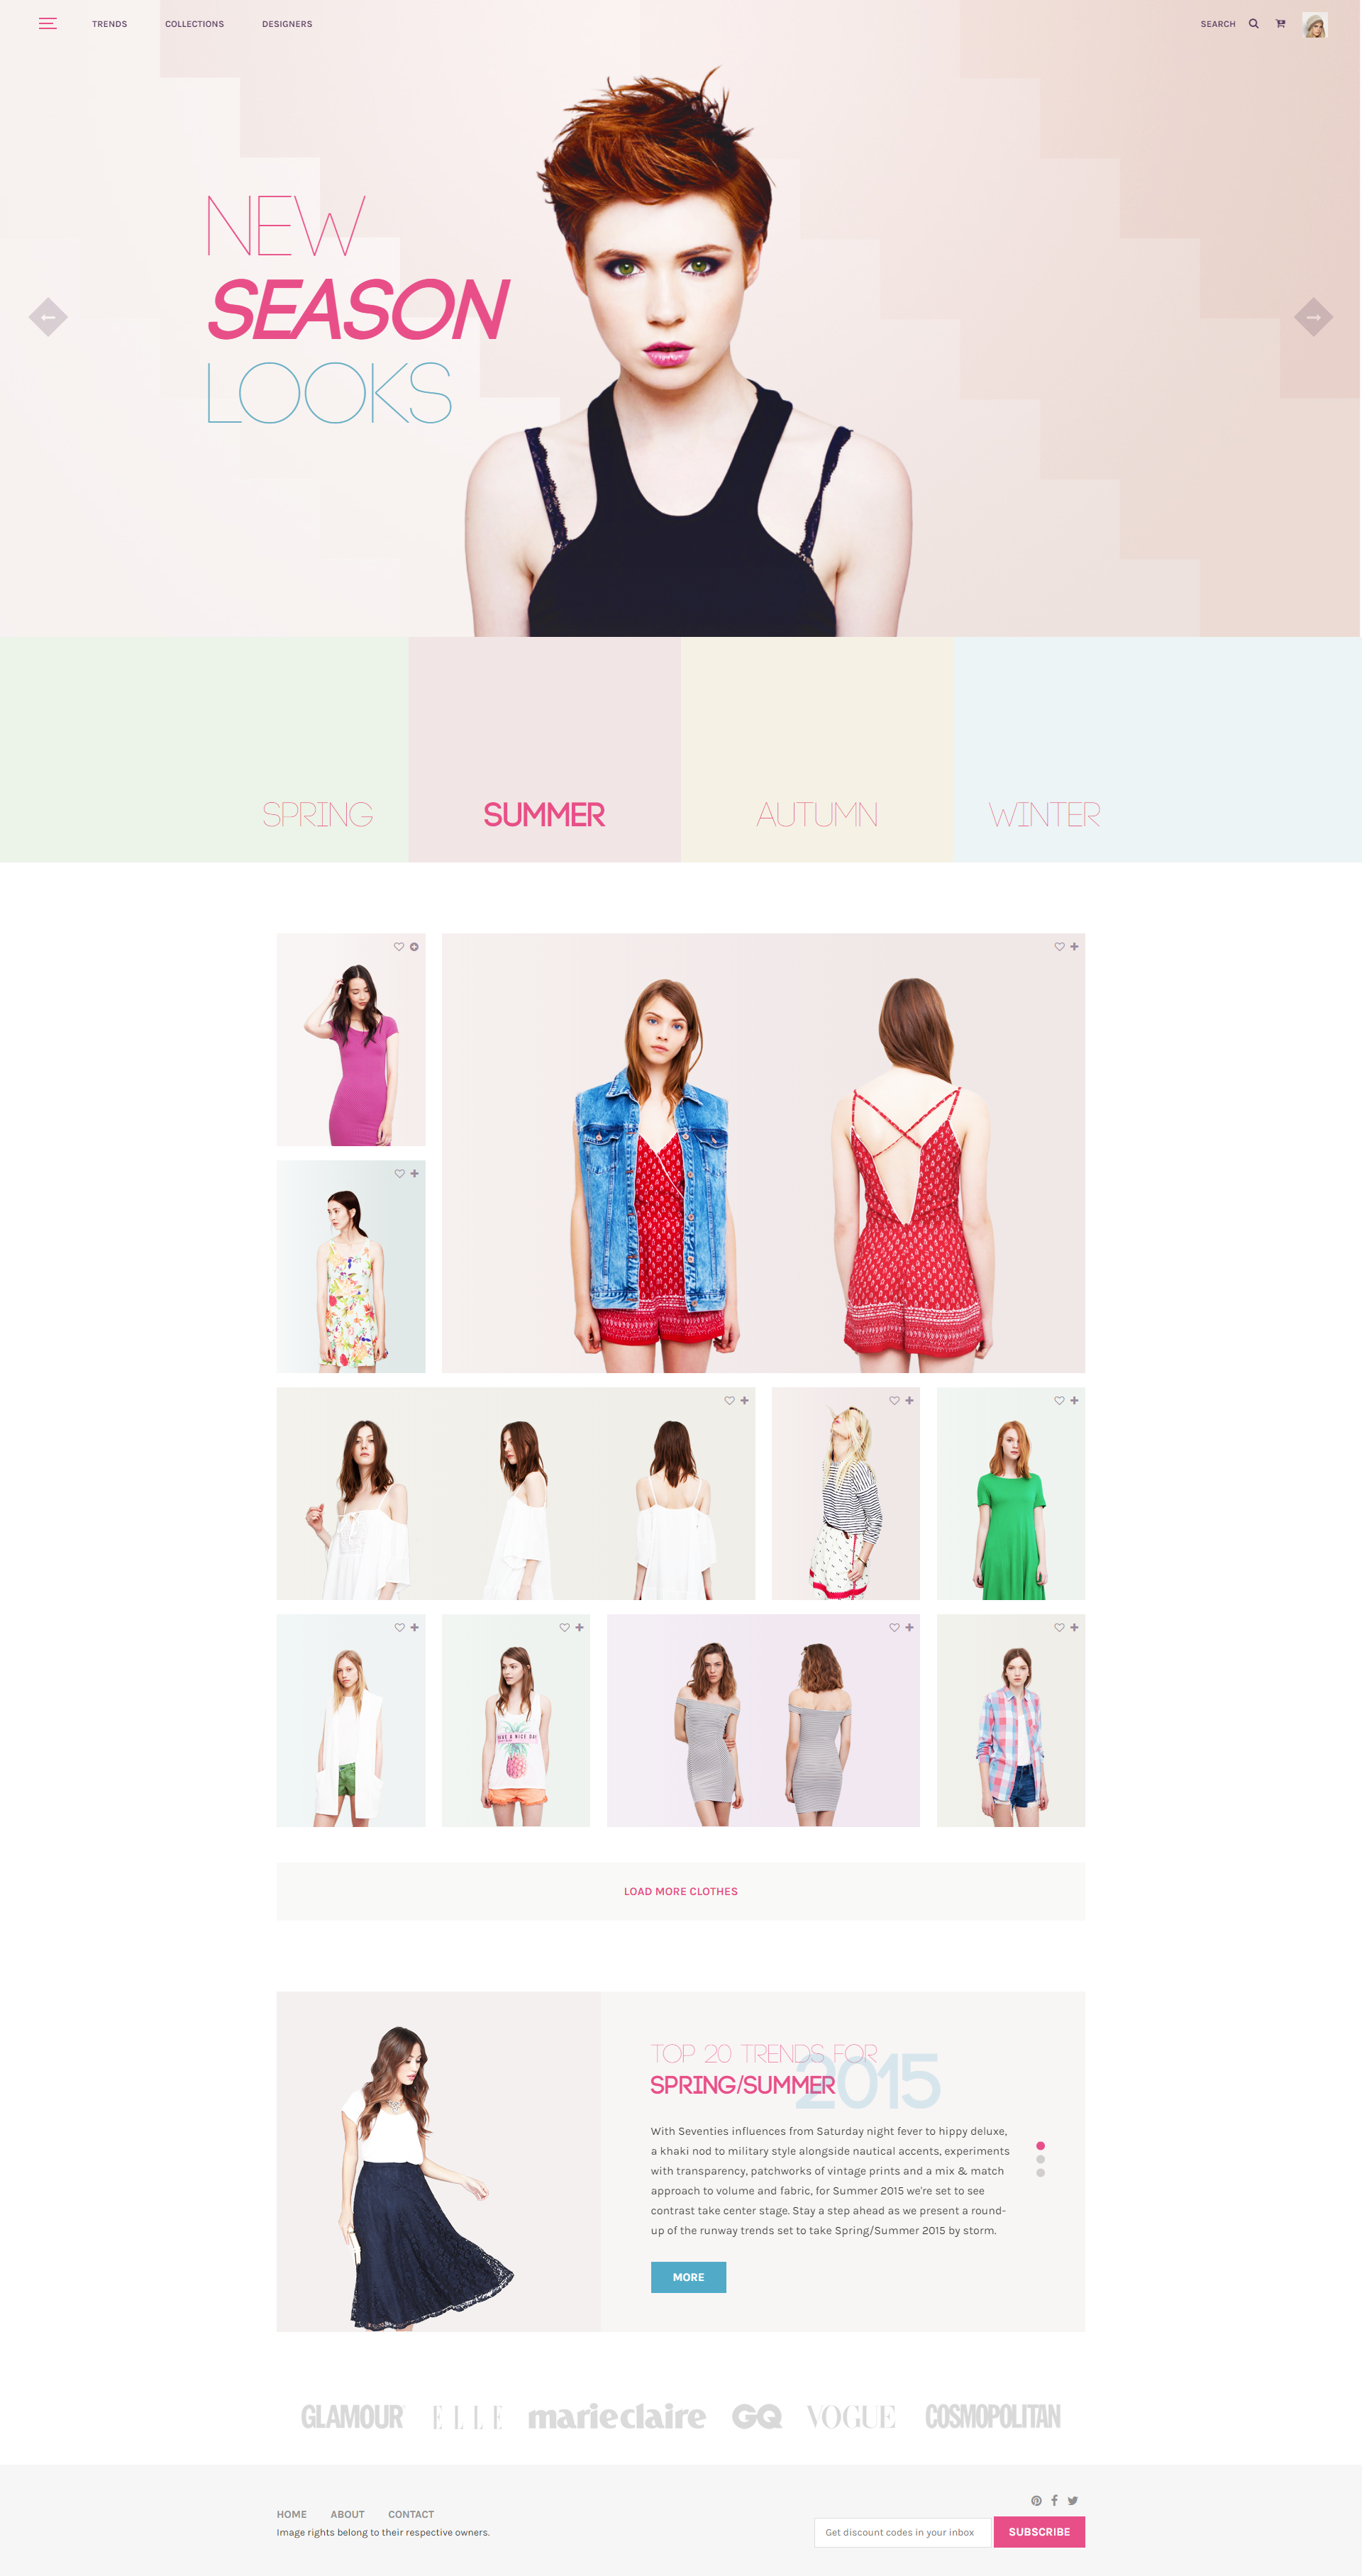 TRENDS COLLECTIONS DESIGNERS SEARCH
NEW
SEASON
LOOKS
SPRING SUMMER AUTUMN WINTER
A NICE DAY
LOAD MORE CLOTHES
TOP 20 TRENDS FOR
SPRING/SUMMER 2015
With Seventies influences from Saturday night fever to hippy deluxe,
a khaki nod to military style alongside nautical accents, experiments
with transparency, patchworks of vintage prints and a mix & match
approach to volume and fabric, for Summer 2015 we're set to see
contrast take center stage. Stay a step ahead as we present a round-
up of the runway trends set to take Spring/Summer 2015 by storm.
MORE
GLAMOUR ELLE marie claire GQ VOGUE COSMOPOLITAN
HOME ABOUT CONTACT
Image rights belong to their respective owners.
Get discount codes in your inbox SUBSCRIBE